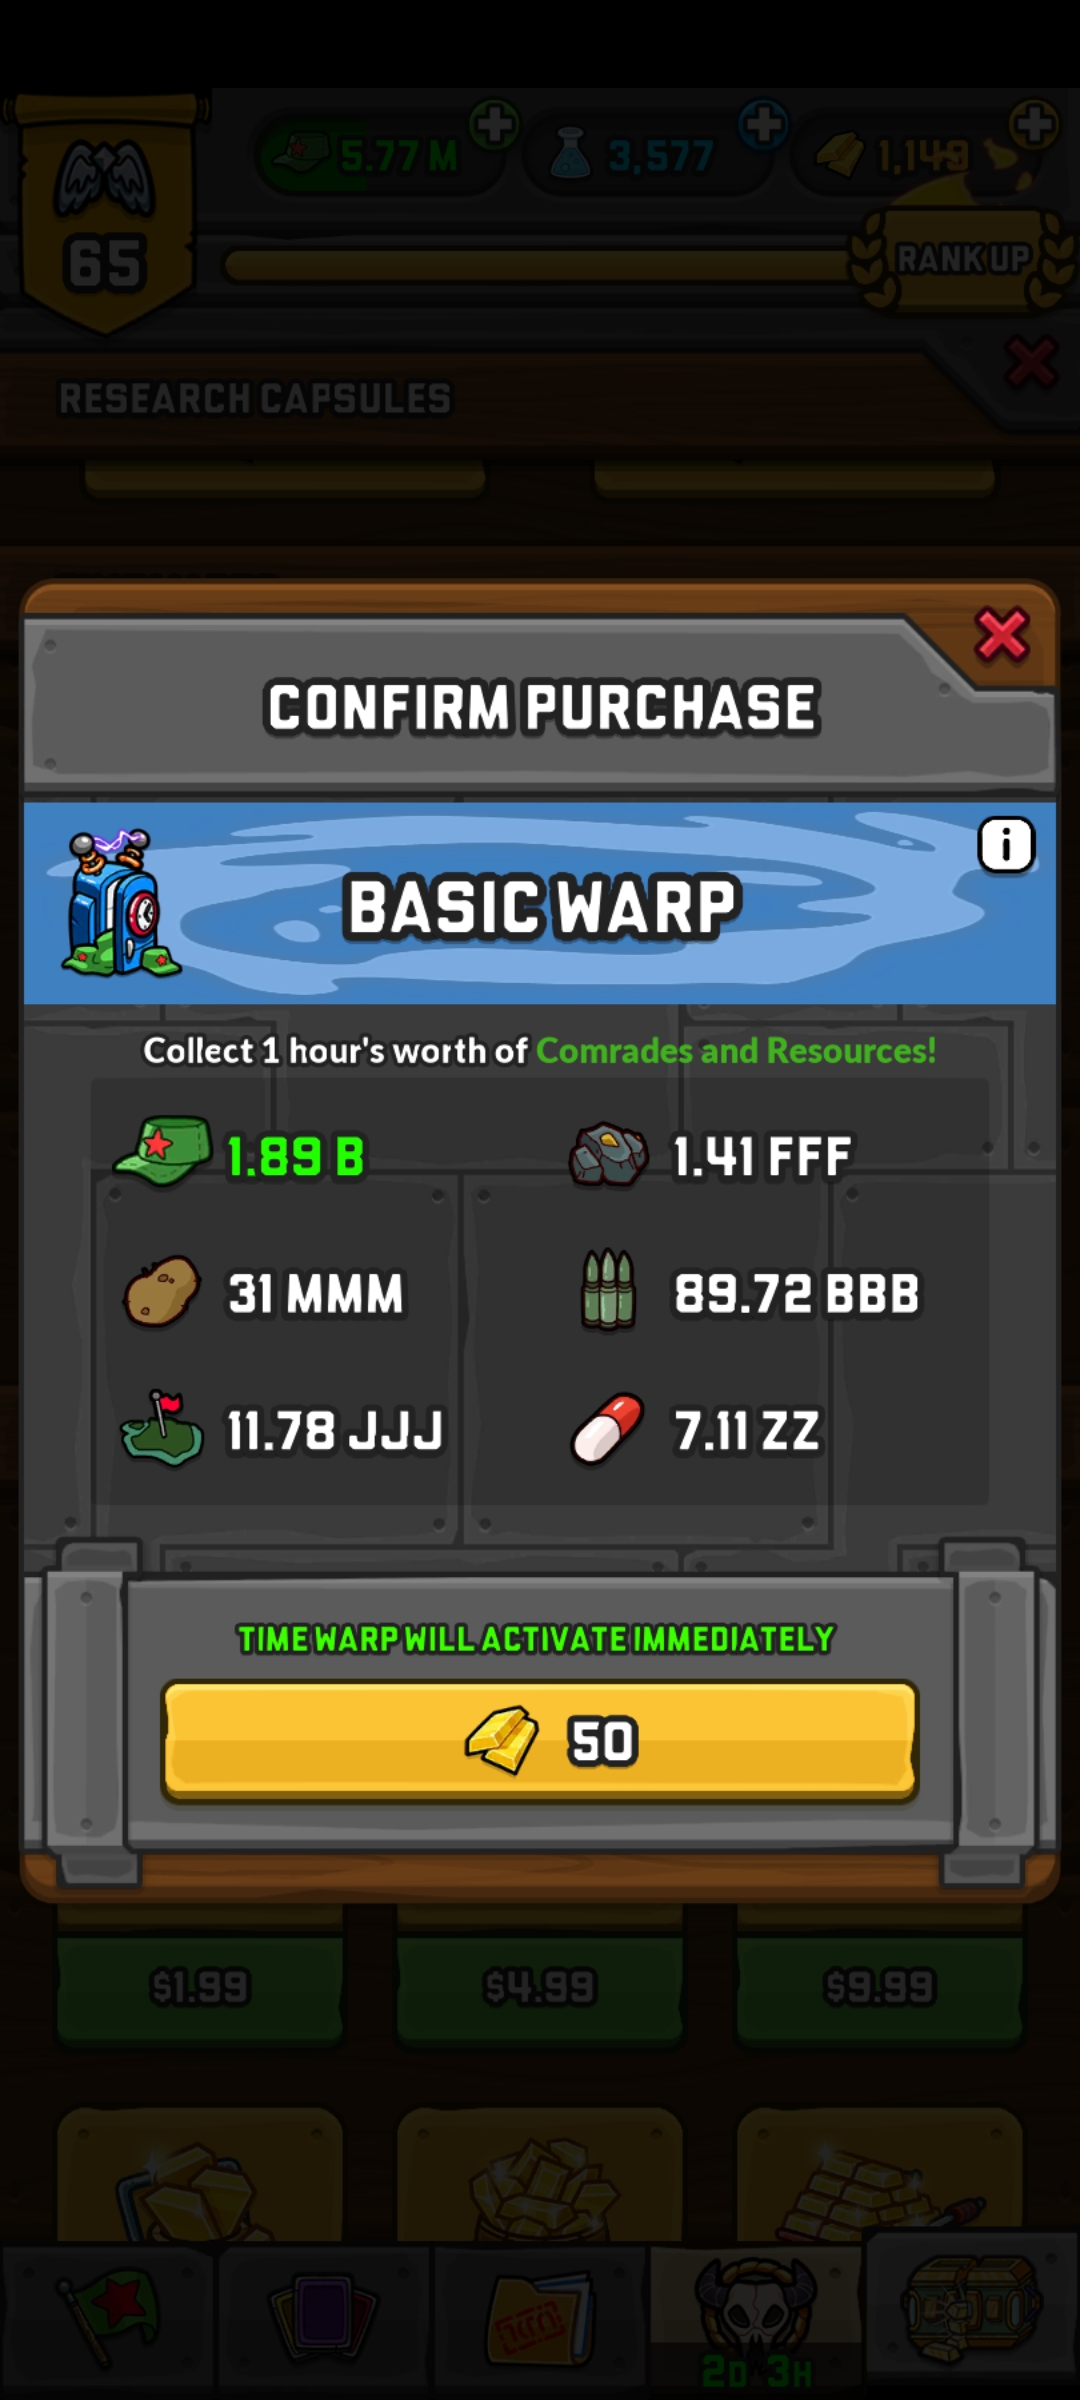 5.77 M
3,577
1,149
65
RANK UP
RESEARCH CAPSULES
CONFIRM PURCHASE
BASIC WARP
i
Collect 1 hour's worth of Comrades and Resources!
1.89 B
1.41 FFF
31 MMM
89.72 BBB
11.78 JJJ
7.11 ZZ
TIME WARP WILL ACTIVATE IMMEDIATELY
50
$1.99
$4.99
$9.99
2D 3H